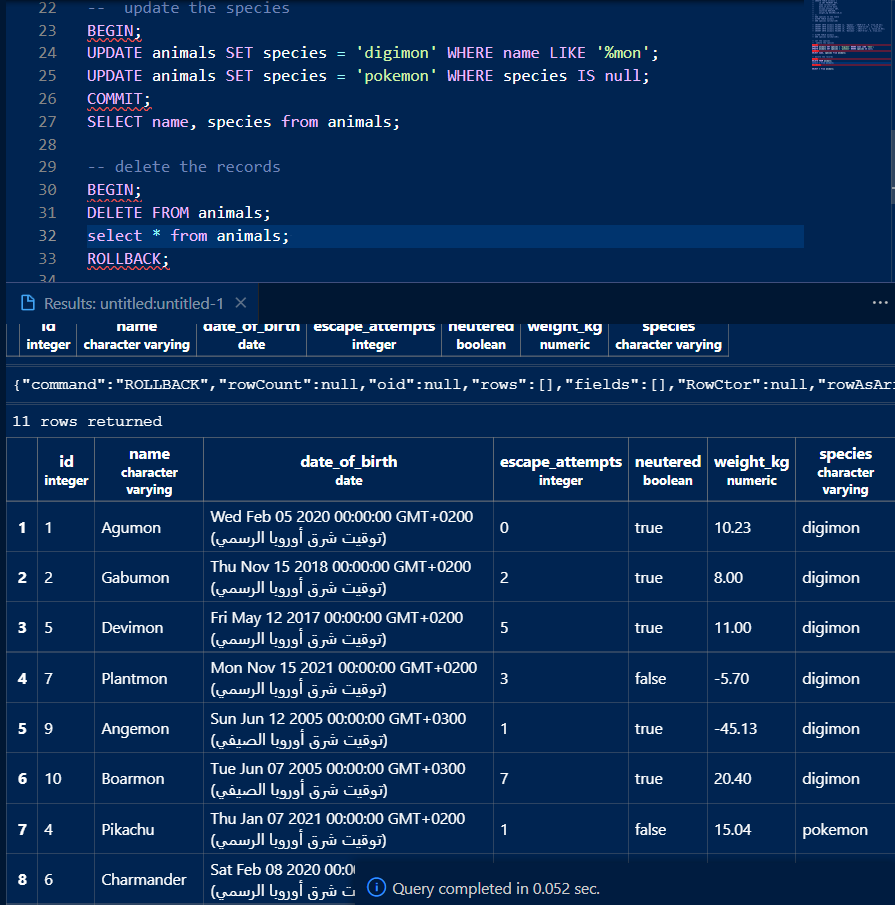 22 -- update the species
23 BEGIN;
24 UPDATE animals SET species = 'digimon' WHERE name LIKE '%mon';
25 UPDATE animals SET species = 'pokemon' WHERE species IS null;
26 COMMIT;
27 SELECT name, species from animals;
28
29 -- delete the records
30 BEGIN;
31 DELETE FROM animals;
32 select * from animals;
33 ROLLBACK;
34
Results: untitled:untitled-1 × ...
id name date_of_birth escape_attempts neutered weight_kg species
integer character varying date integer boolean numeric character varying
{"command":"ROLLBACK","rowCount":null,"oid":null,"rows":[],"fields":[],"RowCtor":null,"rowAsAr
11 rows returned
id name date_of_birth escape_attempts neutered weight_kg species
integer character varying date integer boolean numeric character varying
1 1 Agumon Wed Feb 05 2020 00:00:00 GMT+0200 0 true 10.23 digimon
(توقيت شرق أوروبا الرسمي)
2 2 Gabumon Thu Nov 15 2018 00:00:00 GMT+0200 2 true 8.00 digimon
(توقيت شرق أوروبا الرسمي)
3 5 Devimon Fri May 12 2017 00:00:00 GMT+0200 5 true 11.00 digimon
(توقيت شرق أوروبا الرسمي)
4 7 Plantmon Mon Nov 15 2021 00:00:00 GMT+0200 3 false -5.70 digimon
(توقيت شرق أوروبا الرسمي)
5 9 Angemon Sun Jun 12 2005 00:00:00 GMT+0300 1 true -45.13 digimon
(توقيت شرق أوروبا الصيفي)
6 10 Boarmon Tue Jun 07 2005 00:00:00 GMT+0300 7 true 20.40 digimon
(توقيت شرق أوروبا الصيفي)
7 4 Pikachu Thu Jan 07 2021 00:00:00 GMT+0200 1 false 15.04 pokemon
(توقيت شرق أوروبا الرسمي)
8 6 Charmander Sat Feb 08 2020 00:0
شرق أوروبا الرسمي)
Query completed in 0.052 sec.